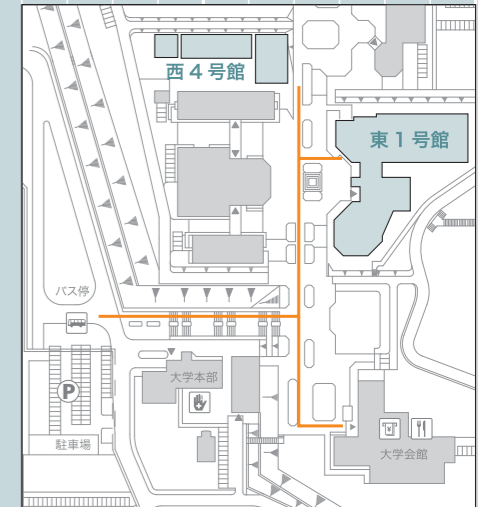 西４号館
東１号館
バス停
大学本部
P
駐車場
大学会館